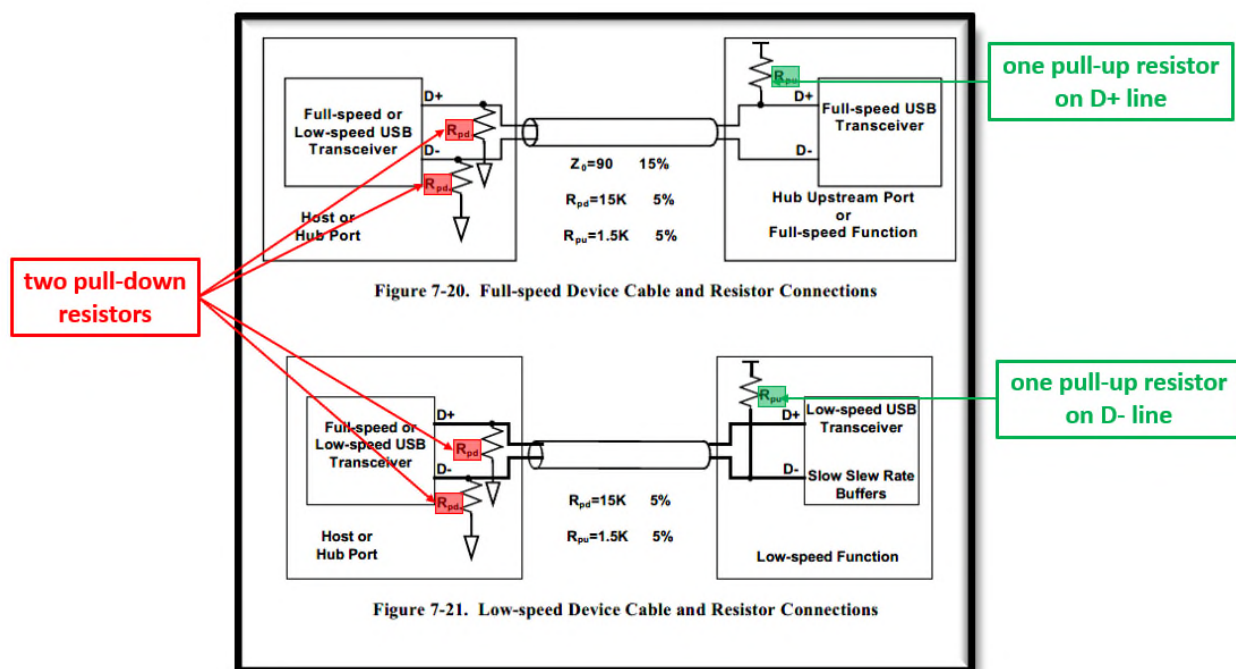 one pull-up resistor
on D+ line
Rpu
D+
D+
Full-speed or
Low-speed USB
Transceiver
Rpd
Full-speed USB
Transceiver
D-
D-
Z0=90 15%
Rpd
Rpd=15K 5%
Hub Upstream Port
or
Full-speed Function
Host or
Hub Port
Rpu=1.5K 5%
two pull-down
resistors
Figure 7-20. Full-speed Device Cable and Resistor Connections
one pull-up resistor
on D- line
Rpu
D+
D+
Full-speed or
Low-speed USB
Transceiver
Rpd
Low-speed USB
Transceiver
D-
D-
Slow Slew Rate
Buffers
Rpd
Rpd=15K 5%
Host or
Hub Port
Rpu=1.5K 5%
Low-speed Function
Figure 7-21. Low-speed Device Cable and Resistor Connections